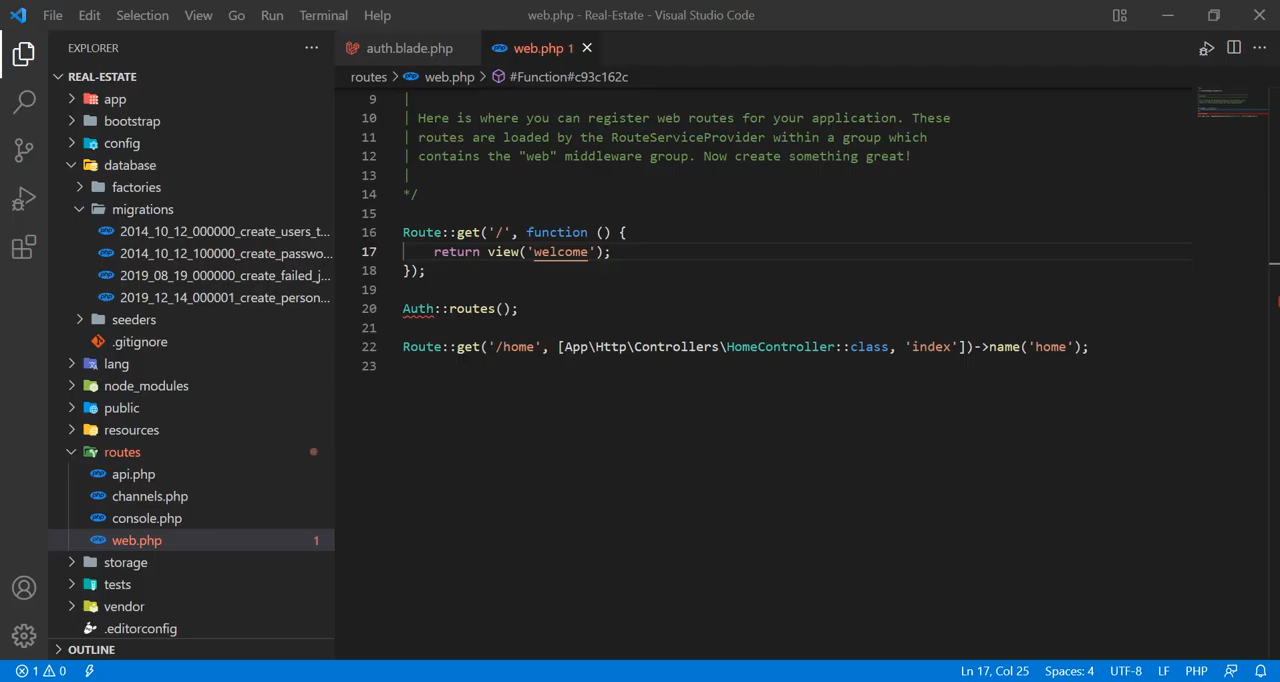 File Edit Selection View Go Run Terminal Help
web.php - Real-Estate - Visual Studio Code
EXPLORER
REAL-ESTATE
app
bootstrap
config
database
factories
migrations
2014_10_12_000000_create_users_t...
2014_10_12_100000_create_passwo...
2019_08_19_000000_create_failed_j...
2019_12_14_000001_create_person...
seeders
.gitignore
lang
node_modules
public
resources
routes
api.php
channels.php
console.php
web.php 1
storage
tests
vendor
.editorconfig
OUTLINE
auth.blade.php
web.php 1
routes > web.php > #Function#c93c162c
9 |
10 | Here is where you can register web routes for your application. These
11 | routes are loaded by the RouteServiceProvider within a group which
12 | contains the "web" middleware group. Now create something great!
13 |
14 */
15
16 Route::get('/', function () {
17 return view('welcome');
18 });
19
20 Auth::routes();
21
22 Route::get('/home', [App\Http\Controllers\HomeController::class, 'index'])->name('home');
23
1 0
Ln 17, Col 25 Spaces: 4 UTF-8 LF PHP